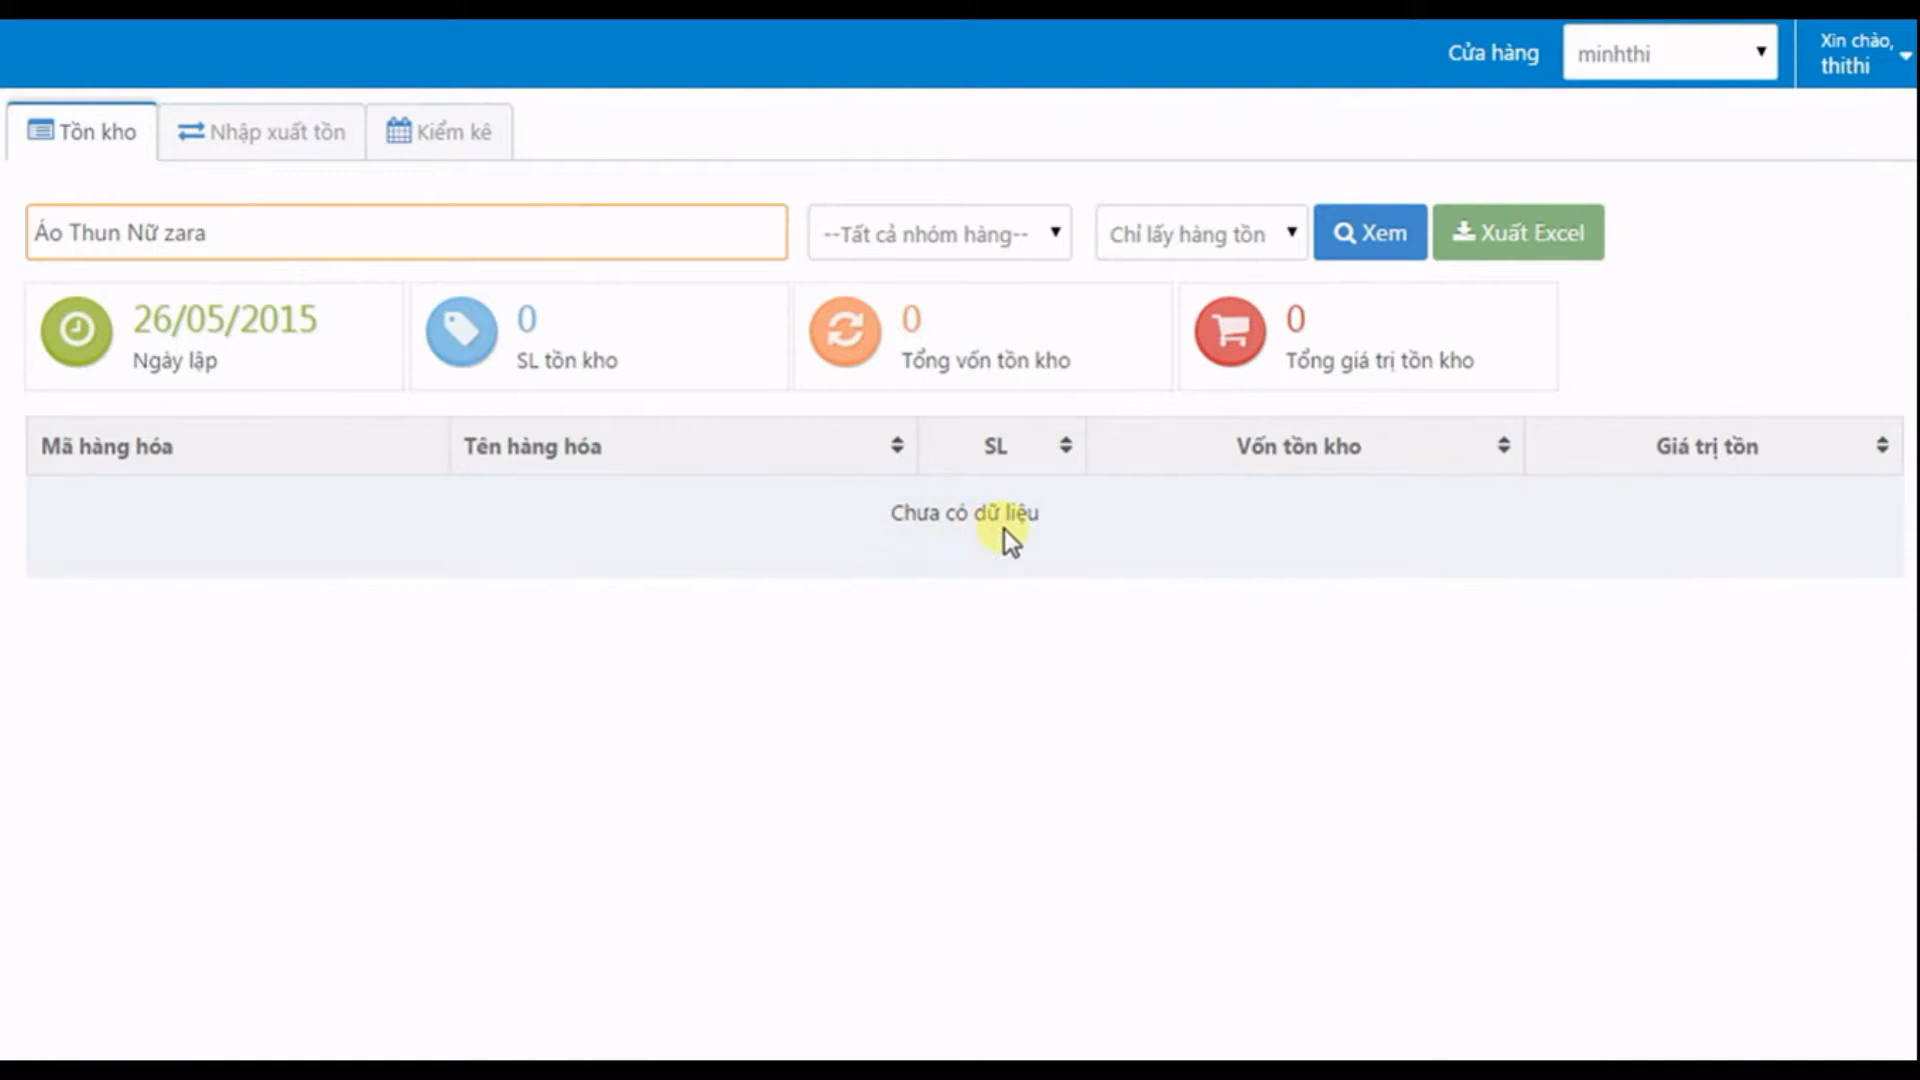 Cửa hàng
minhthi
Xin chào,
thithi
Tồn kho
Nhập xuất tồn
Kiểm kê
Áo Thun Nữ zara
--Tất cả nhóm hàng--
Chỉ lấy hàng tồn
Xem
Xuất Excel
26/05/2015
Ngày lập
0
SL tồn kho
0
Tổng vốn tồn kho
0
Tổng giá trị tồn kho
Mã hàng hóa
Tên hàng hóa
SL
Vốn tồn kho
Giá trị tồn
Chưa có dữ liệu